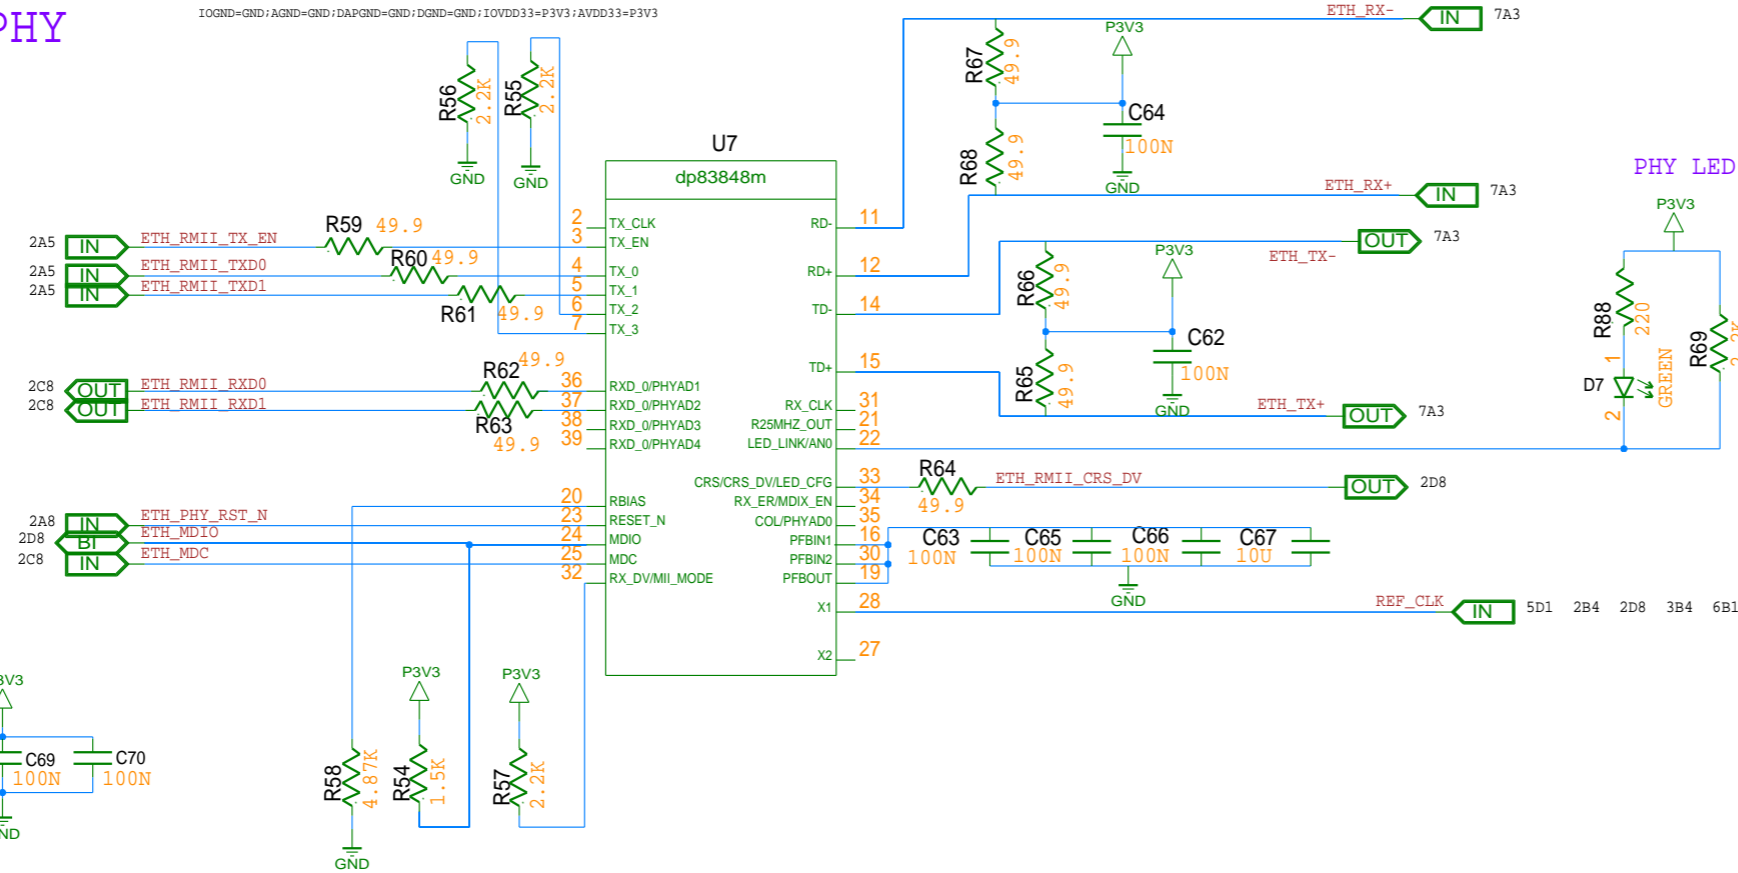 PHY
IOGND=GND;AGND=GND;DAPGND=GND;DGND=GND;IOVDD33=P3V3;AVDD33=P3V3
ETH_RX-
IN
7A3
R67
49.9
P3V3
C64
100N
GND
R68
49.9
ETH_RX+
IN
7A3
R56
2.2K
GND
R55
2.2K
GND
U7
dp83848m
PHY LED
P3V3
R88
220
R69
D7
1
2
GREEN
2A5
IN
ETH_RMII_TX_EN
R59
49.9
2A5
IN
ETH_RMII_TXD0
R60
49.9
2A5
IN
ETH_RMII_TXD1
R61
49.9
2 TX_CLK
3 TX_EN
4 TX_0
5 TX_1
6 TX_2
7 TX_3
RD- 11
RD+ 12
TD- 14
TD+ 15
ETH_TX-
OUT
7A3
R66
49.9
P3V3
C62
100N
GND
R65
49.9
ETH_TX+
OUT
7A3
2C8
OUT
ETH_RMII_RXD0
R62
49.9
2C8
OUT
ETH_RMII_RXD1
R63
49.9
36 RXD_0/PHYAD1
37 RXD_0/PHYAD2
38 RXD_0/PHYAD3
39 RXD_0/PHYAD4
RX_CLK 31
R25MHZ_OUT 21
LED_LINK/AN0 22
CRS/CRS_DV/LED_CFG 33
RX_ER/MDIX_EN 34
COL/PHYAD0 35
PFBIN1 16
PFBIN2 30
PFBOUT 19
X1 28
X2 27
R64
49.9
ETH_RMII_CRS_DV
OUT
2D8
C63
100N
C65
100N
C66
100N
C67
10U
GND
REF_CLK
IN
5D1 2B4 2D8 3B4 6B1
20 RBIAS
23 RESET_N
24 MDIO
25 MDC
32 RX_DV/MII_MODE
2A8
IN
ETH_PHY_RST_N
2D8
BI
ETH_MDIO
2C8
IN
ETH_MDC
3V3
C69
100N
C70
100N
ND
R58
4.87K
GND
P3V3
R54
1.5K
P3V3
R57
2.2K